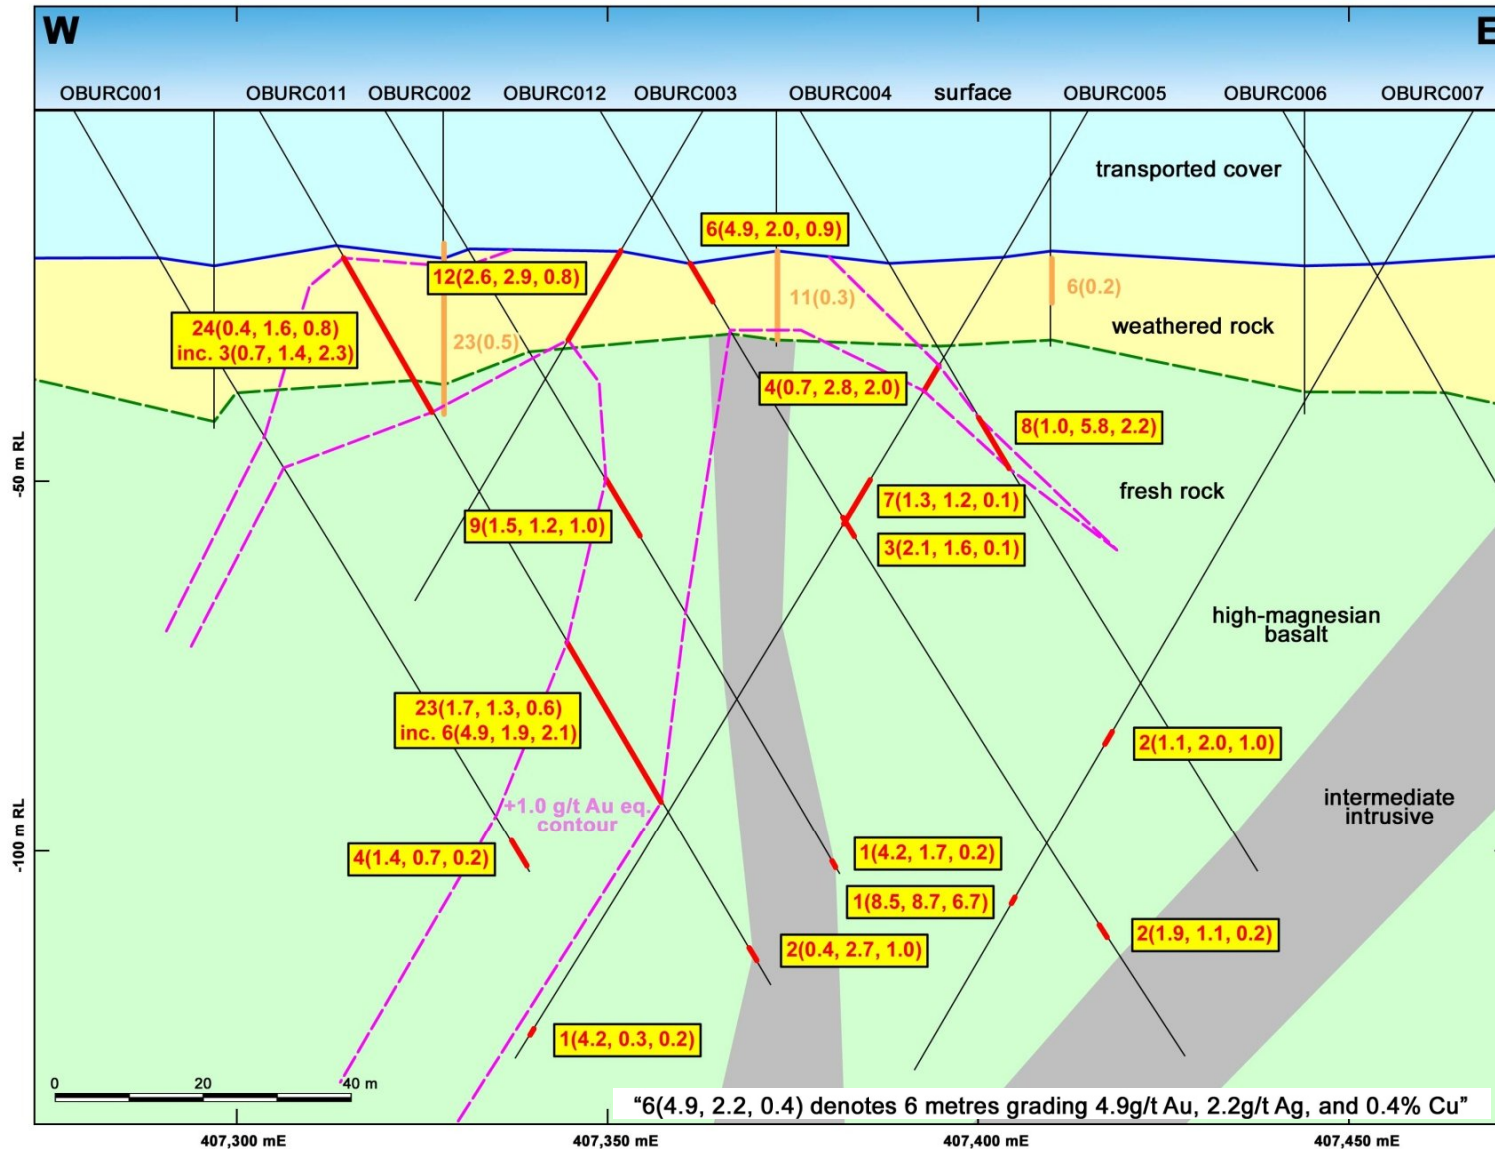 W
E
OBURC001
OBURC011
OBURC002
OBURC012
OBURC003
OBURC004
surface
OBURC005
OBURC006
OBURC007
transported cover
6(4.9, 2.0, 0.9)
12(2.6, 2.9, 0.8)
11(0.3)
6(0.2)
24(0.4, 1.6, 0.8)
inc. 3(0.7, 1.4, 2.3)
23(0.5)
weathered rock
4(0.7, 2.8, 2.0)
8(1.0, 5.8, 2.2)
-50 m RL
fresh rock
7(1.3, 1.2, 0.1)
9(1.5, 1.2, 1.0)
3(2.1, 1.6, 0.1)
high-magnesian
basalt
23(1.7, 1.3, 0.6)
inc. 6(4.9, 1.9, 2.1)
2(1.1, 2.0, 1.0)
+1.0 g/t Au eq.
contour
intermediate
intrusive
-100 m RL
4(1.4, 0.7, 0.2)
1(4.2, 1.7, 0.2)
1(8.5, 8.7, 6.7)
2(1.9, 1.1, 0.2)
2(0.4, 2.7, 1.0)
1(4.2, 0.3, 0.2)
0
20
40 m
“6(4.9, 2.2, 0.4) denotes 6 metres grading 4.9g/t Au, 2.2g/t Ag, and 0.4% Cu”
407,300 mE
407,350 mE
407,400 mE
407,450 mE